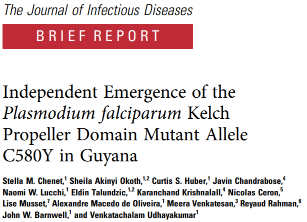 The Journal of Infectious Diseases
BRIEF REPORT
Independent Emergence of the
Plasmodium falciparum Kelch
Propeller Domain Mutant Allele
C580Y in Guyana
Stella M. Chenet,¹ Sheila Akinyi Okoth,¹,² Curtis S. Huber,¹ Javin Chandrabose,⁴
Naomi W. Lucchi,¹ Eldin Talundzic,¹,² Karanchand Krishnalall,⁴ Nicolas Ceron,⁵
Lise Musset,⁷ Alexandre Macedo de Oliveira,¹ Meera Venkatesan,³ Reyaud Rahman,⁴
John W. Barnwell,¹ and Venkatachalam Udhayakumar¹